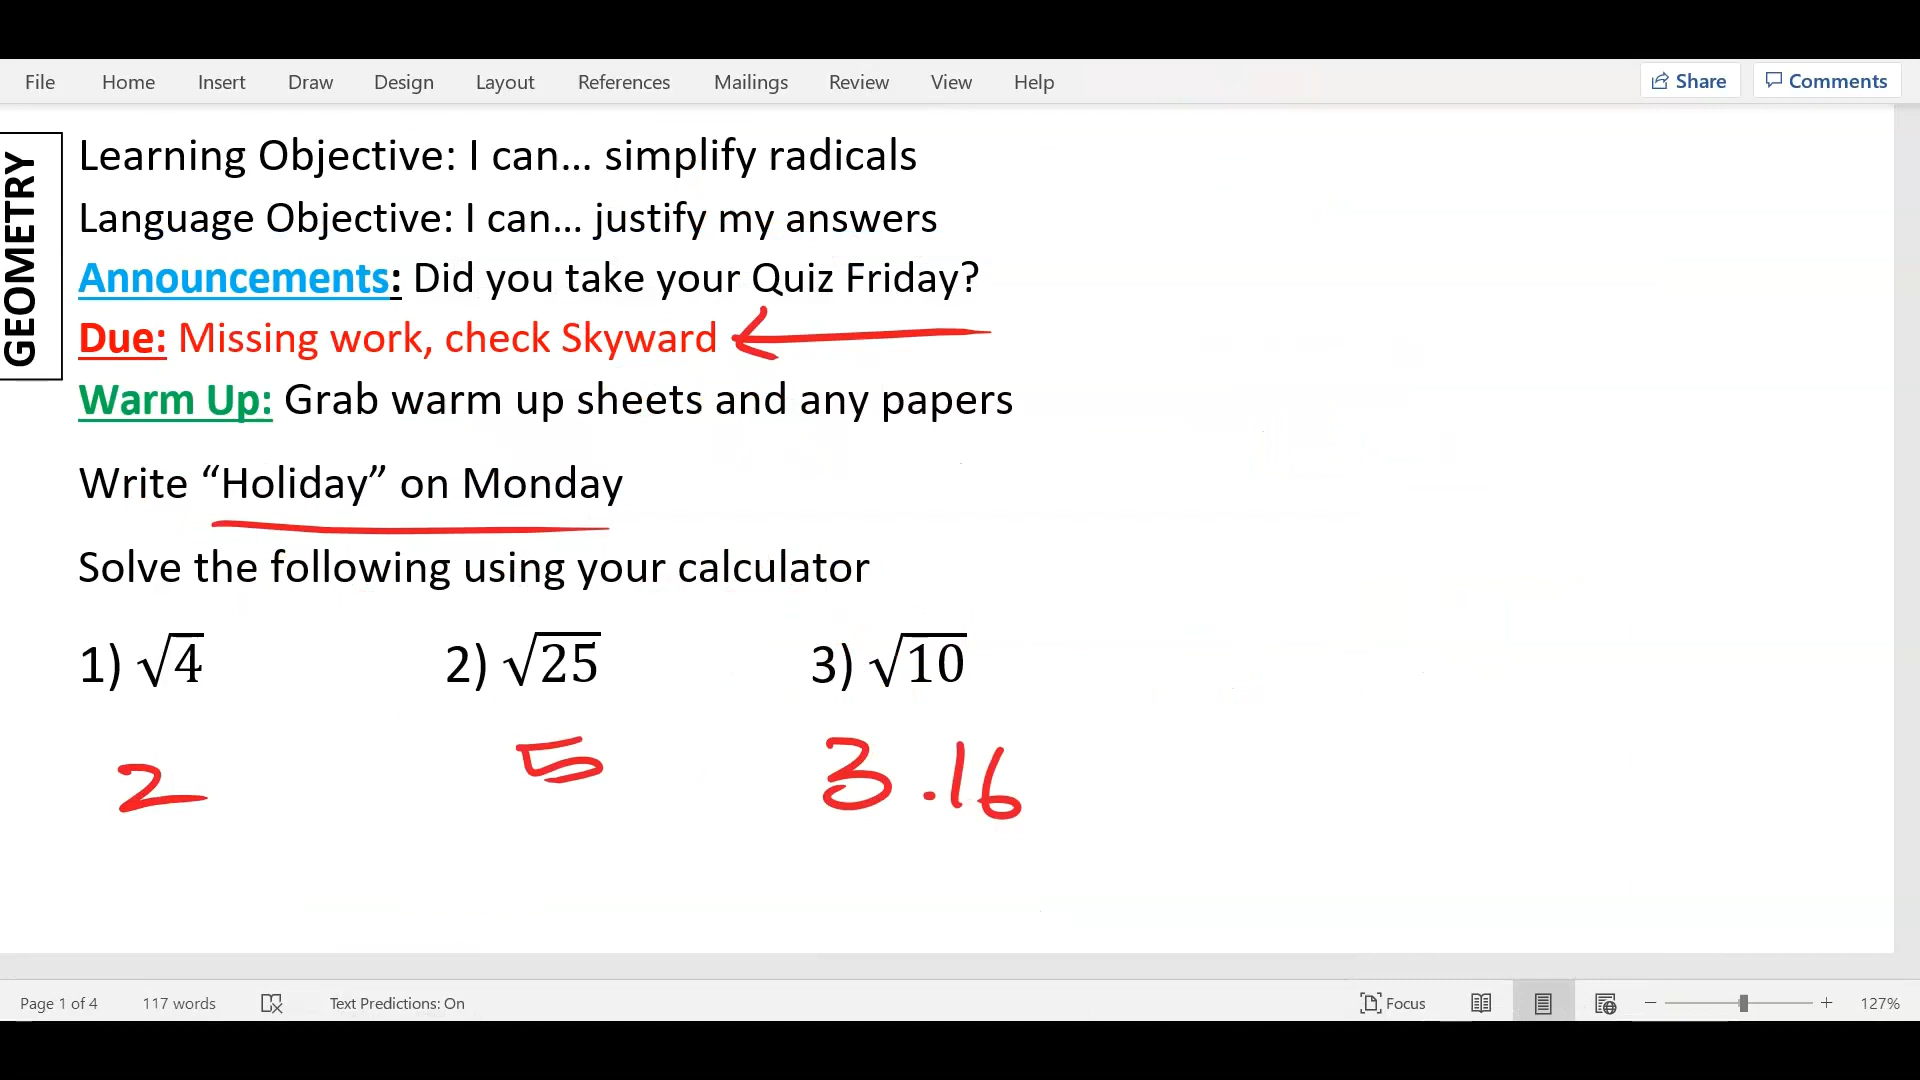 File Home Insert Draw Design Layout References Mailings Review View Help Share Comments
GEOMETRY
Learning Objective: I can... simplify radicals
Language Objective: I can... justify my answers
Announcements: Did you take your Quiz Friday?
Due: Missing work, check Skyward
Warm Up: Grab warm up sheets and any papers
Write “Holiday” on Monday
Solve the following using your calculator
1) √4 2) √25 3) √10
2 5 3.16
Page 1 of 4 117 words Text Predictions: On Focus 127%